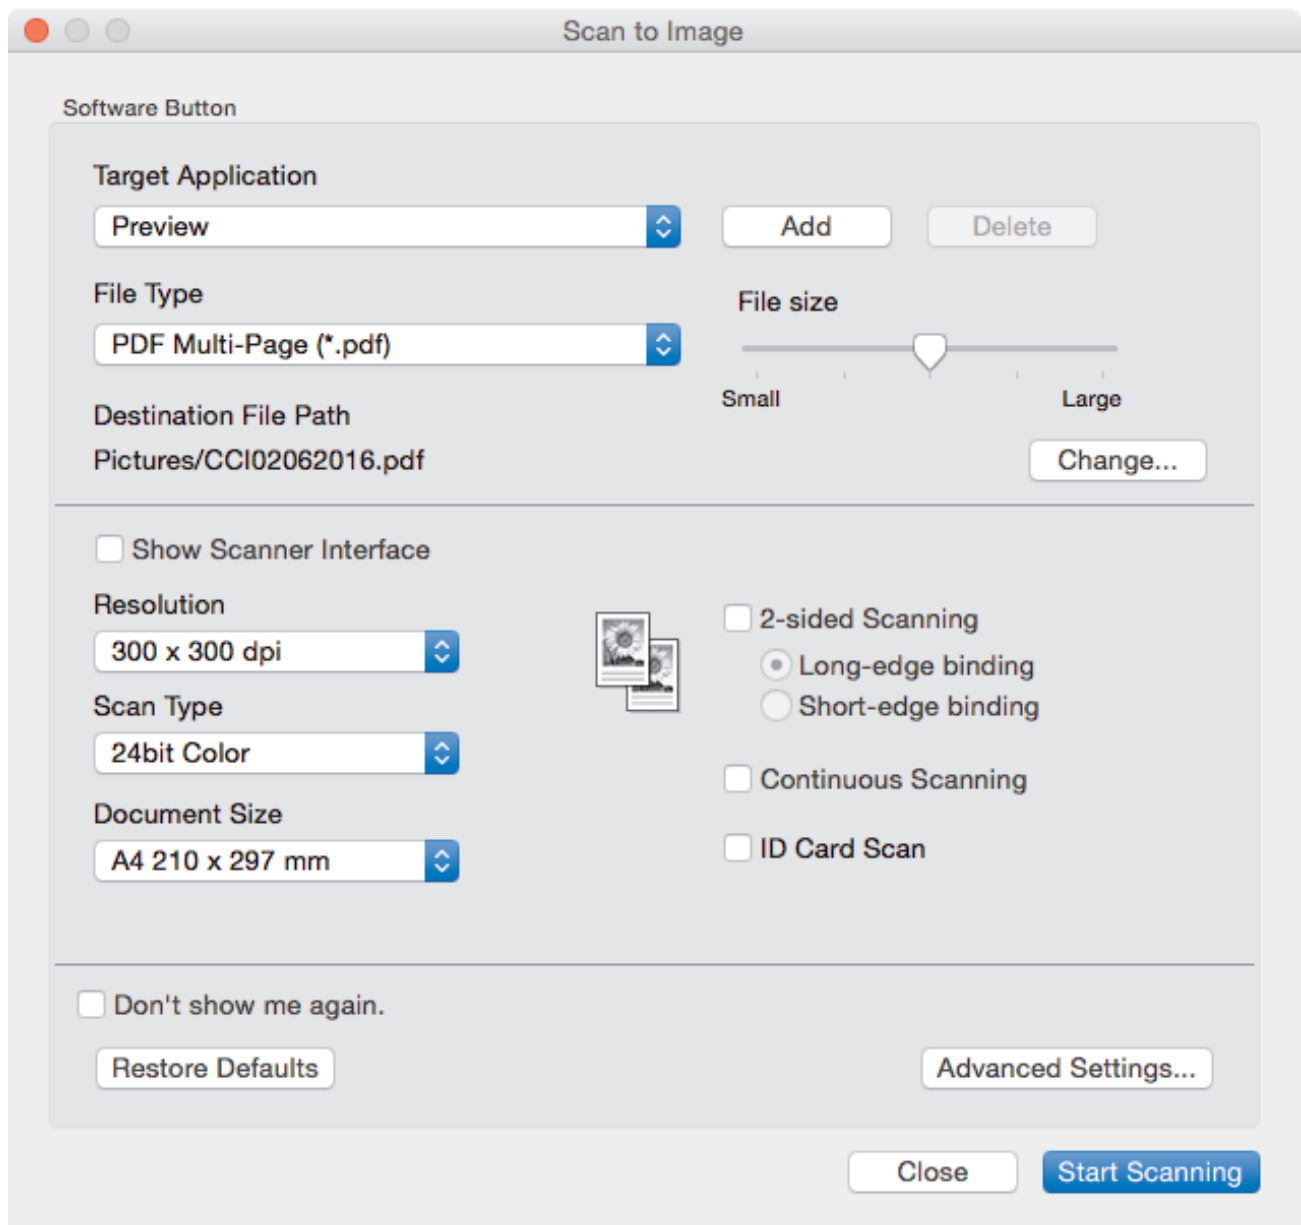 Scan to Image
Software Button
Target Application
Preview
Add
Delete
File Type
File size
PDF Multi-Page (*.pdf)
Small
Large
Destination File Path
Pictures/CCI02062016.pdf
Change...
Show Scanner Interface
Resolution
300 x 300 dpi
2-sided Scanning
Long-edge binding
Short-edge binding
Scan Type
24bit Color
Continuous Scanning
Document Size
A4 210 x 297 mm
ID Card Scan
Don't show me again.
Restore Defaults
Advanced Settings...
Close
Start Scanning